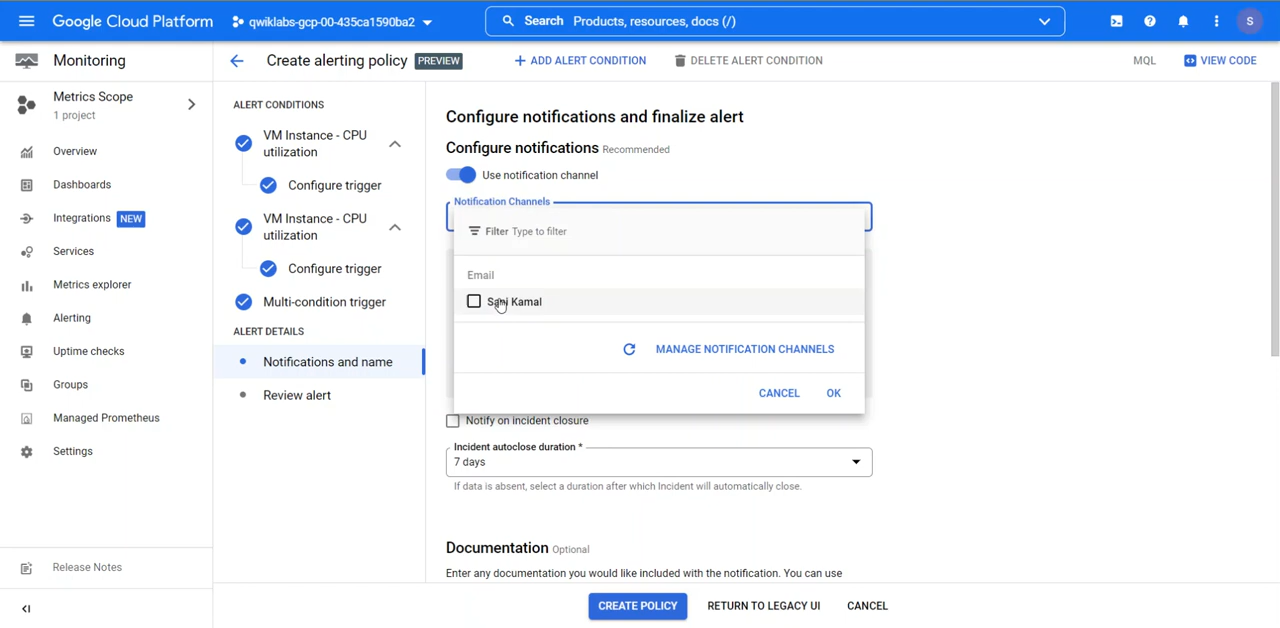 Google Cloud Platform
qwiklabs-gcp-00-435ca1590ba2
Search Products, resources, docs (/)
S
Monitoring
Create alerting policy PREVIEW
ADD ALERT CONDITION
DELETE ALERT CONDITION
MQL
VIEW CODE
Metrics Scope
1 project
Overview
Dashboards
Integrations NEW
Services
Metrics explorer
Alerting
Uptime checks
Groups
Managed Prometheus
Settings
Release Notes
ALERT CONDITIONS
VM Instance - CPU
utilization
Configure trigger
VM Instance - CPU
utilization
Configure trigger
Multi-condition trigger
ALERT DETAILS
Notifications and name
Review alert
Configure notifications and finalize alert
Configure notifications Recommended
Use notification channel
Notification Channels
Filter Type to filter
Email
Sani Kamal
MANAGE NOTIFICATION CHANNELS
CANCEL
OK
Notify on incident closure
Incident autoclose duration *
7 days
If data is absent, select a duration after which Incident will automatically close.
Documentation Optional
Enter any documentation you would like included with the notification. You can use
CREATE POLICY
RETURN TO LEGACY UI
CANCEL